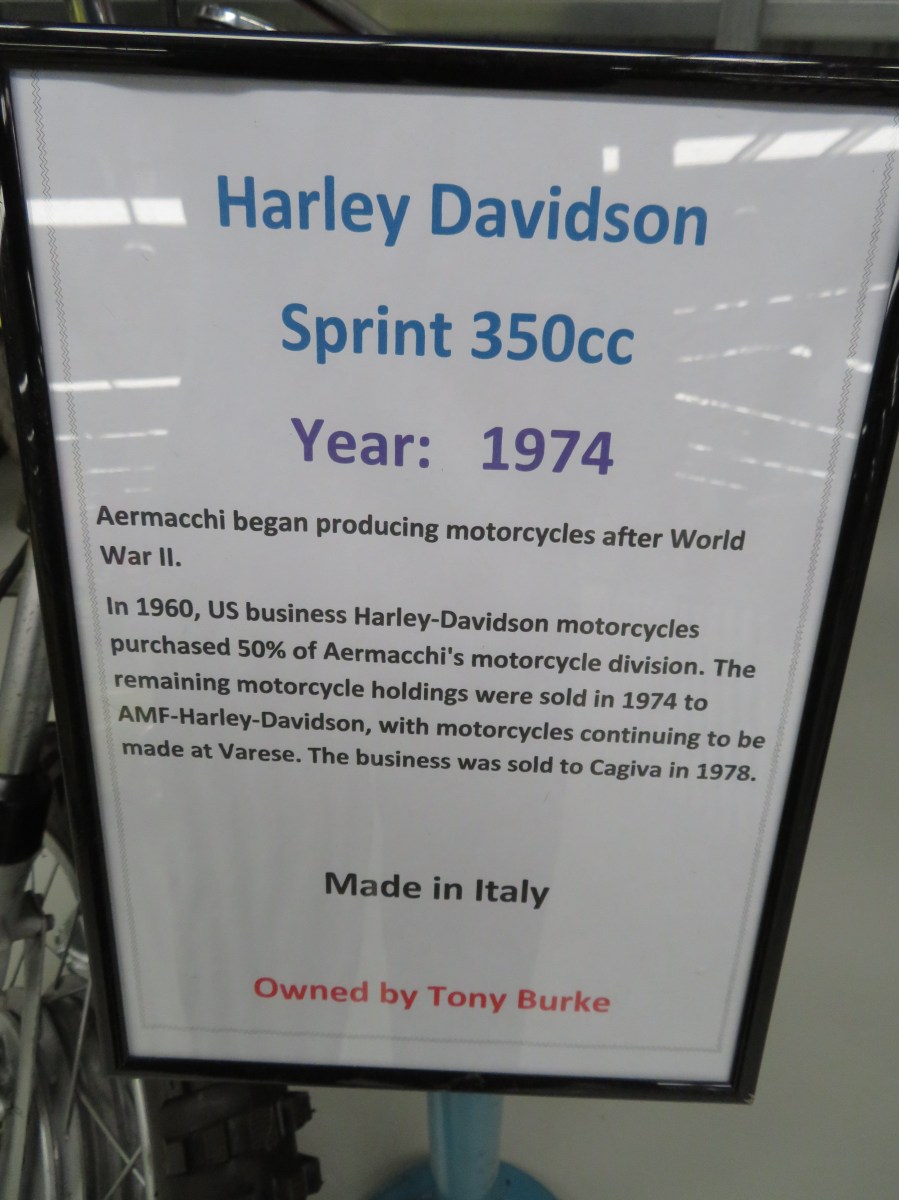 Harley Davidson
Sprint 350cc
Year: 1974
Aermacchi began producing motorcycles after World
War II.
In 1960, US business Harley-Davidson motorcycles
purchased 50% of Aermacchi's motorcycle division. The
remaining motorcycle holdings were sold in 1974 to
AMF-Harley-Davidson, with motorcycles continuing to be
made at Varese. The business was sold to Cagiva in 1978.
Made in Italy
Owned by Tony Burke